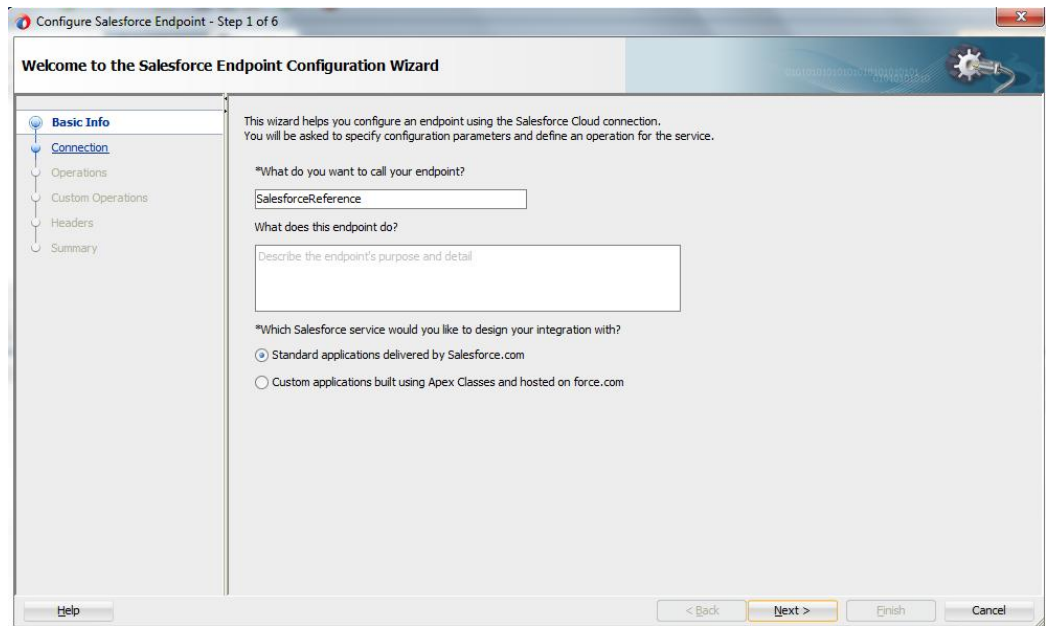 Configure Salesforce Endpoint - Step 1 of 6
Welcome to the Salesforce Endpoint Configuration Wizard
Basic Info
Connection
Operations
Custom Operations
Headers
Summary
This wizard helps you configure an endpoint using the Salesforce Cloud connection.
You will be asked to specify configuration parameters and define an operation for the service.
*What do you want to call your endpoint?
SalesforceReference
What does this endpoint do?
Describe the endpoint's purpose and detail
*Which Salesforce service would you like to design your integration with?
Standard applications delivered by Salesforce.com
Custom applications built using Apex Classes and hosted on force.com
Help
< Back
Next >
Finish
Cancel